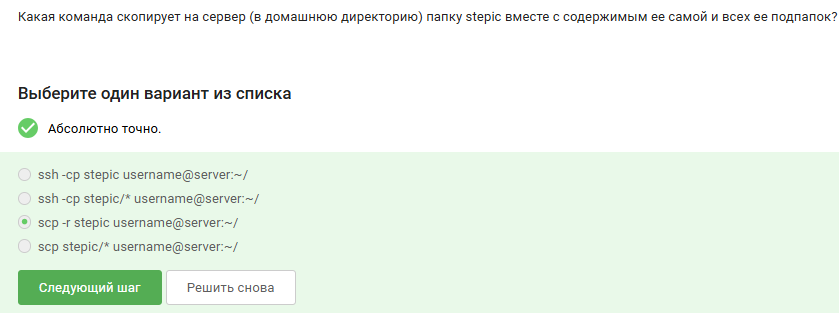 Какая команда скопирует на сервер (в домашнюю директорию) папку stepic вместе с содержимым ее самой и всех ее подпапок?
Выберите один вариант из списка
Абсолютно точно.
ssh -cp stepic username@server:~/
ssh -cp stepic/* username@server:~/
scp -r stepic username@server:~/
scp stepic/* username@server:~/
Следующий шаг
Решить снова